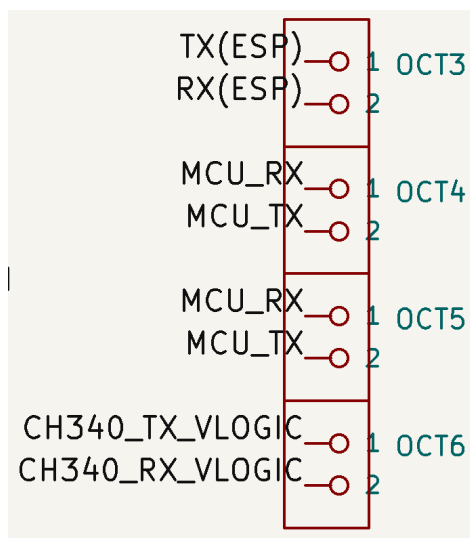 TX(ESP) 1 OCT3
RX(ESP) 2
MCU_RX 1 OCT4
MCU_TX 2
MCU_RX 1 OCT5
MCU_TX 2
CH340_TX_VLOGIC 1 OCT6
CH340_RX_VLOGIC 2